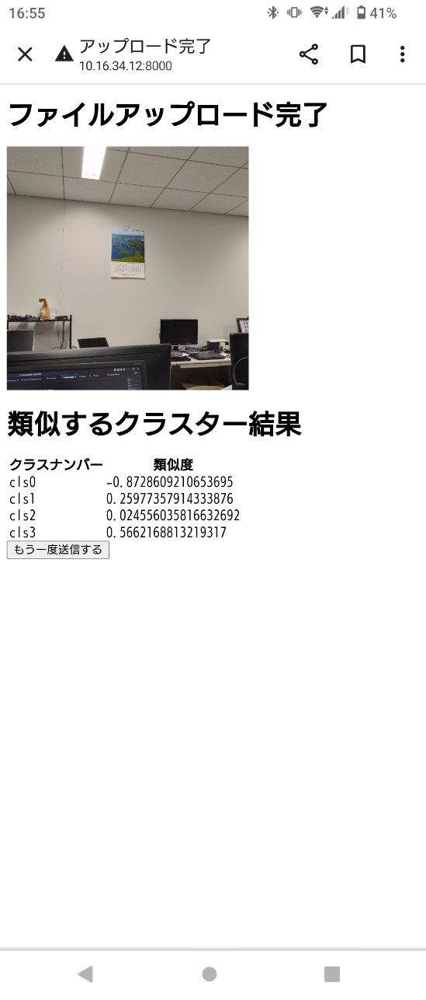 16:55
41%
アップロード完了
10.16.34.12:8000
ファイルアップロード完了
類似するクラスター結果
クラスナンバー 類似度
cls0 -0.8728609210653695
cls1 0.25977357914333876
cls2 0.024556035816632692
cls3 0.5662168813219317
もう一度送信する